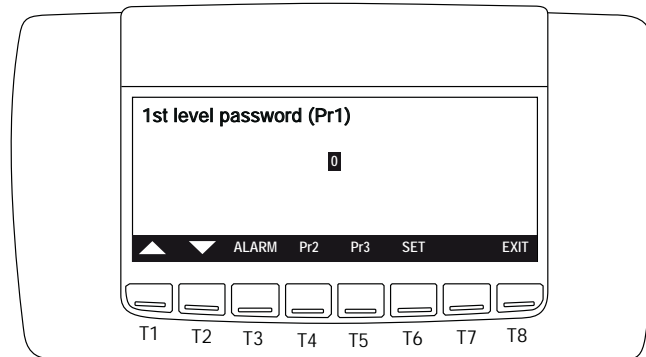 1st level password (Pr1)
0
ALARM Pr2 Pr3 SET EXIT
T1 T2 T3 T4 T5 T6 T7 T8